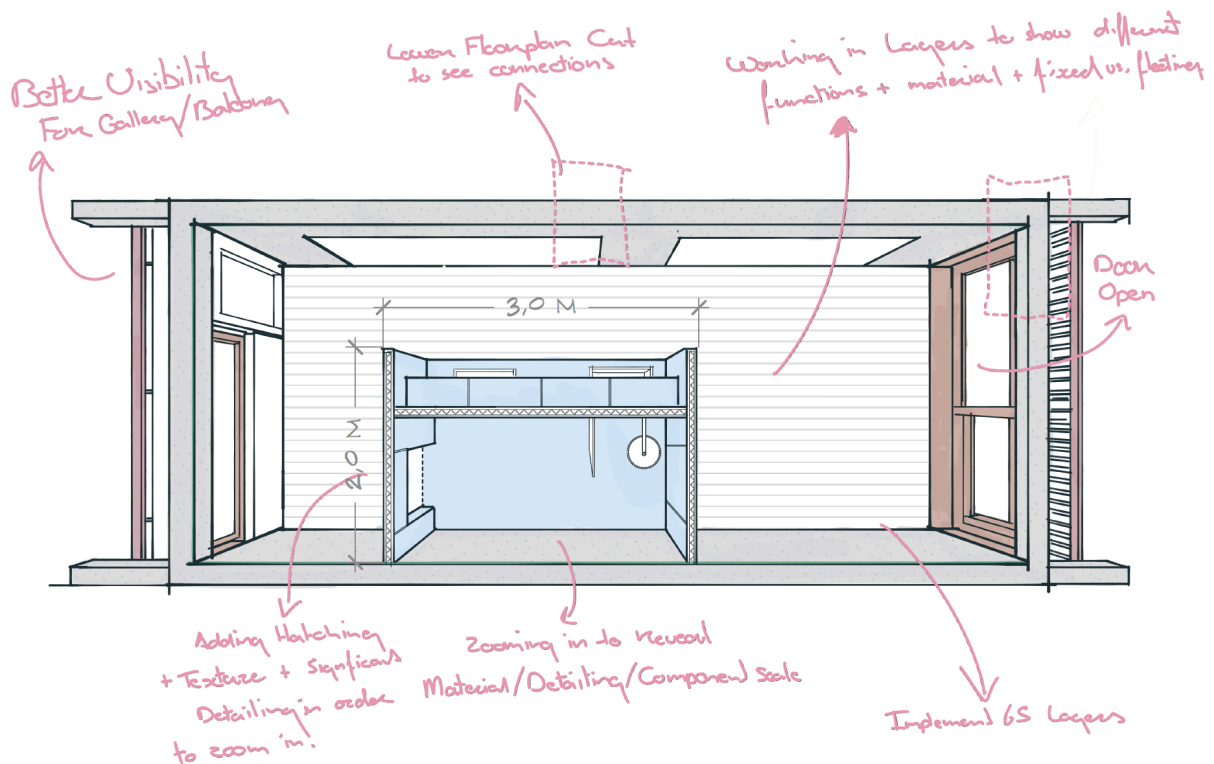 Better Visibility
For Gallery/Balcony
Lower Floorplan Cut
to see connections
Working in Layers to show different
functions + material + fixed vs. floating
Door
Open
3,0 M
2,0 M
Adding Hatching
+ Texture + Significant
Detailing in order
to zoom in!
Zooming in to reveal
Material/Detailing/Component Scale
Implement 6S Layers